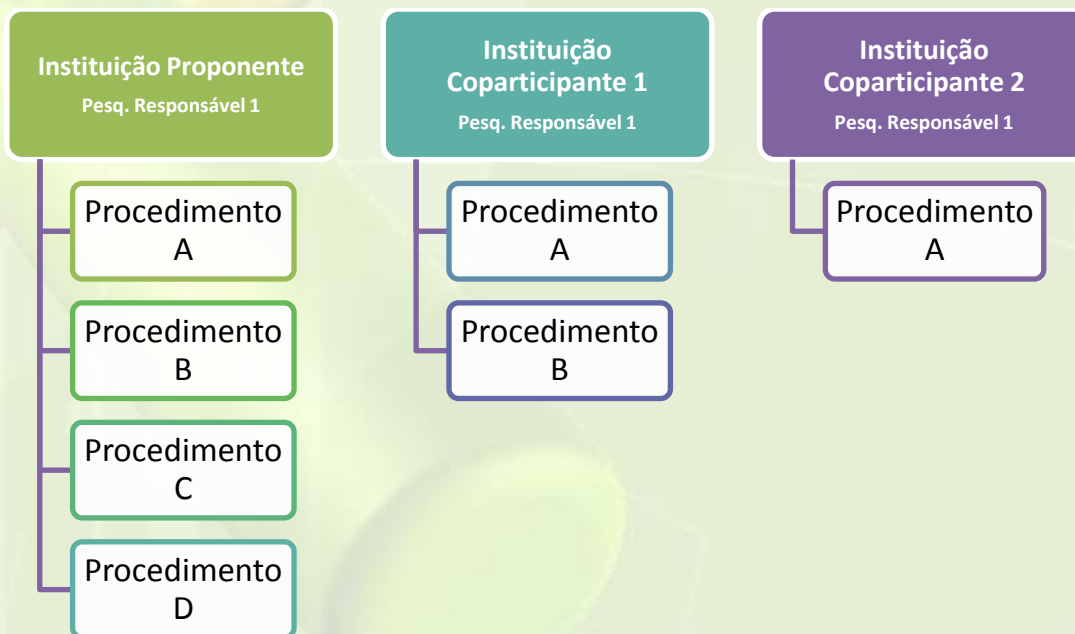 Instituição Proponente
Pesq. Responsável 1
Procedimento
A
Procedimento
B
Procedimento
C
Procedimento
D
Instituição
Coparticipante 1
Pesq. Responsável 1
Procedimento
A
Procedimento
B
Instituição
Coparticipante 2
Pesq. Responsável 1
Procedimento
A